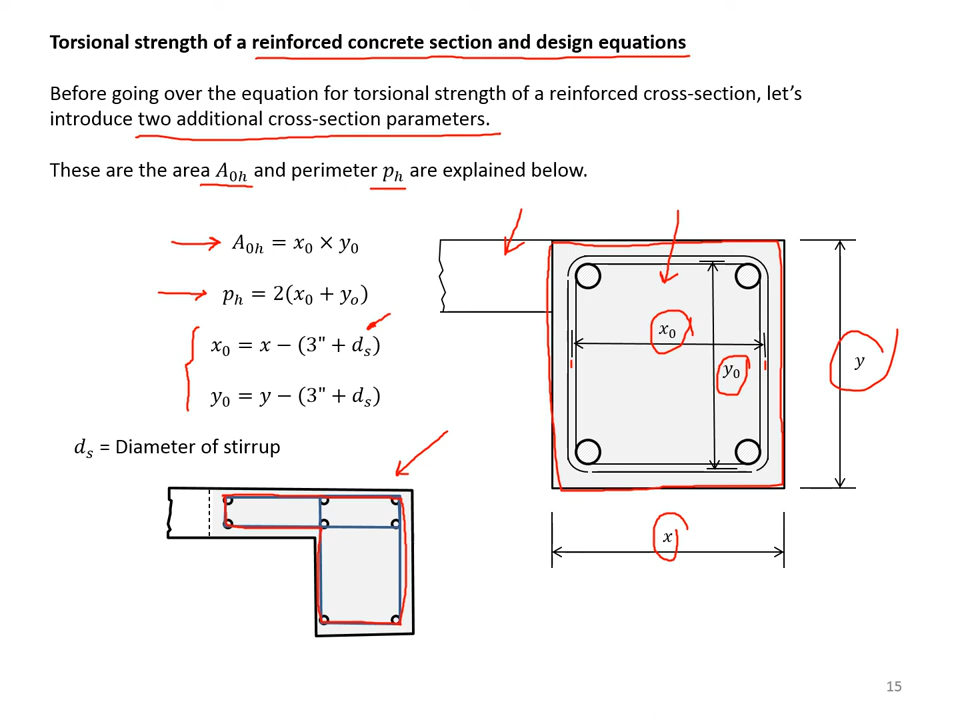 Torsional strength of a reinforced concrete section and design equations
Before going over the equation for torsional strength of a reinforced cross-section, let's
introduce two additional cross-section parameters.
These are the area A₀ₕ and perimeter pₕ are explained below.
A₀ₕ = x₀ × y₀
pₕ = 2(x₀ + yₒ)
x₀ = x − (3" + dₛ)
y₀ = y − (3" + dₛ)
dₛ = Diameter of stirrup
x₀
y₀
y
x
15